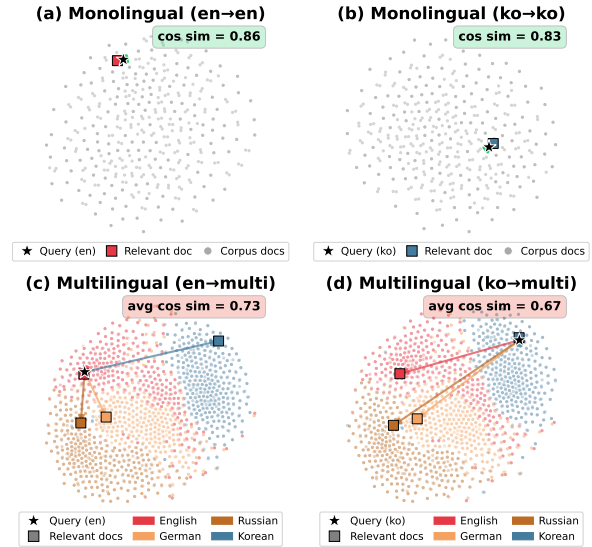 (a) Monolingual (en→en)
cos sim = 0.86
Query (en)
Relevant doc
Corpus docs
(b) Monolingual (ko→ko)
cos sim = 0.83
Query (ko)
Relevant doc
Corpus docs
(c) Multilingual (en→multi)
avg cos sim = 0.73
Query (en)
English
Russian
Relevant docs
German
Korean
(d) Multilingual (ko→multi)
avg cos sim = 0.67
Query (ko)
English
Russian
Relevant docs
German
Korean